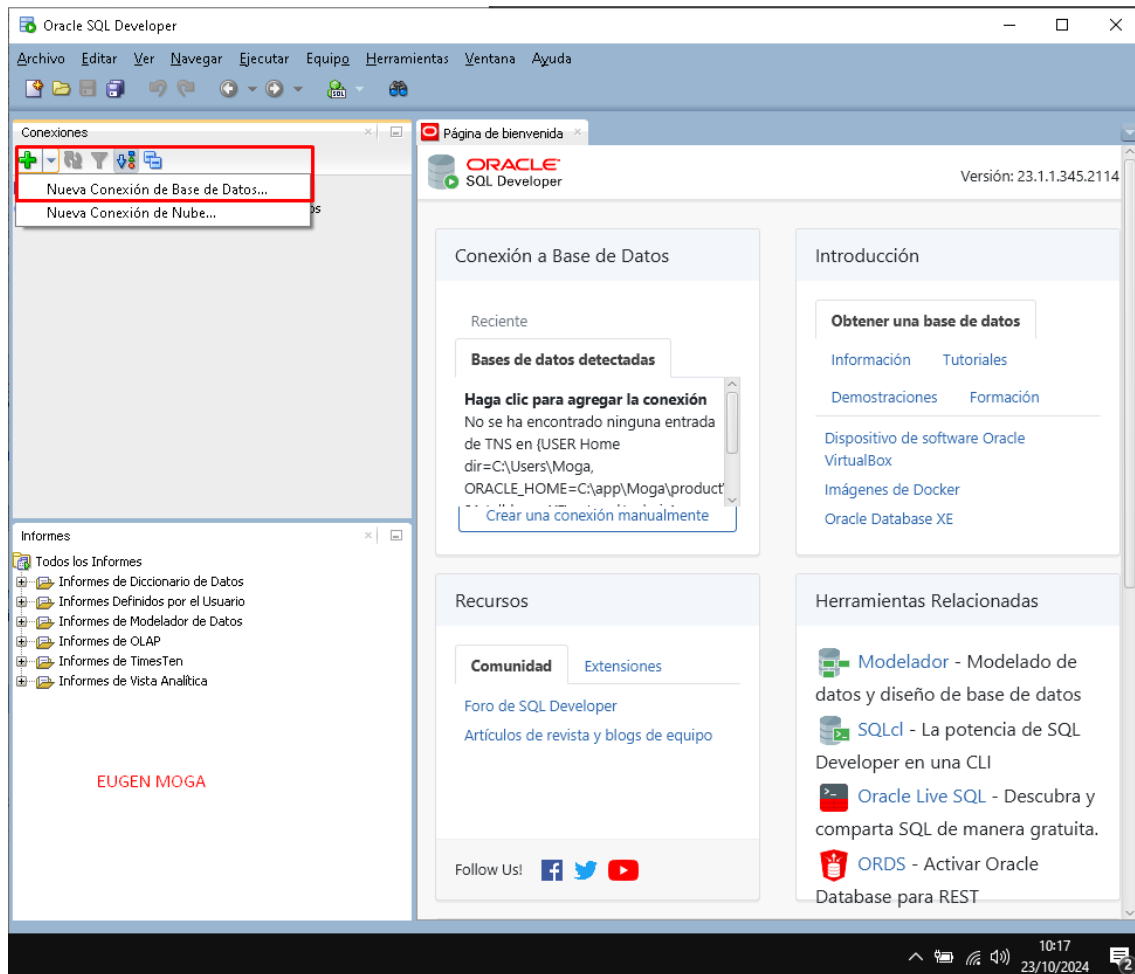 Oracle SQL Developer
Archivo Editar Ver Navegar Ejecutar Equipo Herramientas Ventana Ayuda
SQL
Conexiones
Nueva Conexión de Base de Datos...
Nueva Conexión de Nube...
os
Página de bienvenida
ORACLE
SQL Developer
Versión: 23.1.1.345.2114
Conexión a Base de Datos
Reciente
Bases de datos detectadas
Haga clic para agregar la conexión
No se ha encontrado ninguna entrada
de TNS en {USER Home
dir=C:\Users\Moga,
ORACLE_HOME=C:\app\Moga\product\
Crear una conexión manualmente
Introducción
Obtener una base de datos
Información Tutoriales
Demostraciones Formación
Dispositivo de software Oracle
VirtualBox
Imágenes de Docker
Oracle Database XE
Informes
Todos los Informes
Informes de Diccionario de Datos
Informes Definidos por el Usuario
Informes de Modelador de Datos
Informes de OLAP
Informes de TimesTen
Informes de Vista Analítica
EUGEN MOGA
Recursos
Comunidad Extensiones
Foro de SQL Developer
Artículos de revista y blogs de equipo
Follow Us!
Herramientas Relacionadas
Modelador - Modelado de
datos y diseño de base de datos
SQLcl - La potencia de SQL
Developer en una CLI
Oracle Live SQL - Descubra y
comparta SQL de manera gratuita.
ORDS - Activar Oracle
Database para REST
10:17
23/10/2024
2